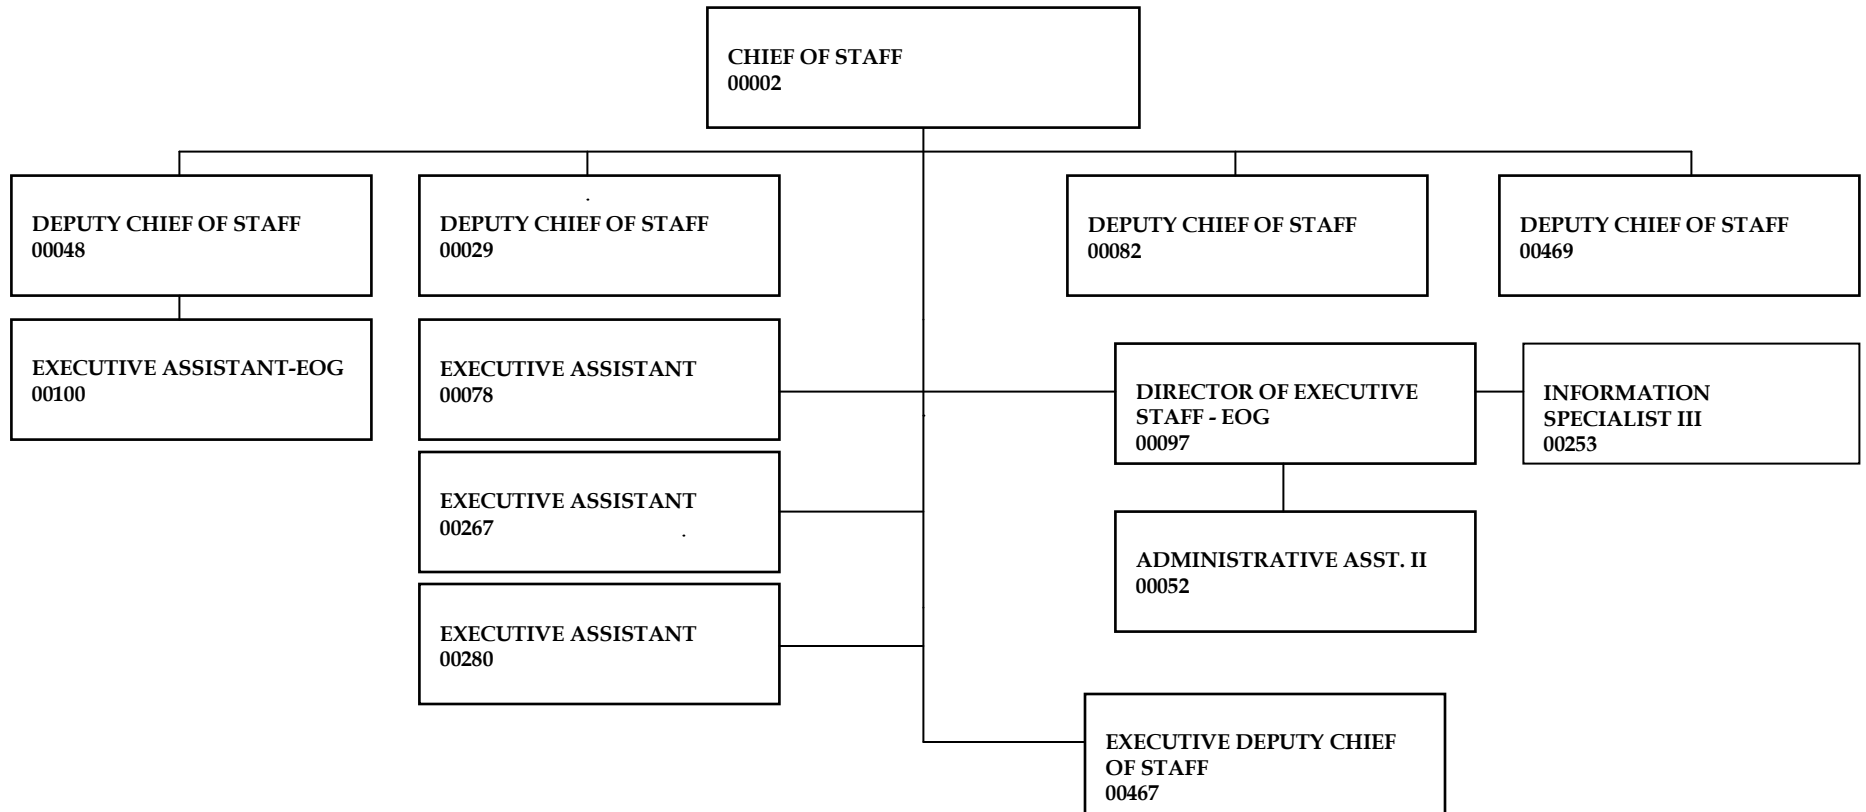 CHIEF OF STAFF
00002
DEPUTY CHIEF OF STAFF
00048
DEPUTY CHIEF OF STAFF
00029
DEPUTY CHIEF OF STAFF
00082
DEPUTY CHIEF OF STAFF
00469
EXECUTIVE ASSISTANT-EOG
00100
EXECUTIVE ASSISTANT
00078
DIRECTOR OF EXECUTIVE
STAFF - EOG
00097
INFORMATION
SPECIALIST III
00253
EXECUTIVE ASSISTANT
00267
ADMINISTRATIVE ASST. II
00052
EXECUTIVE ASSISTANT
00280
EXECUTIVE DEPUTY CHIEF
OF STAFF
00467